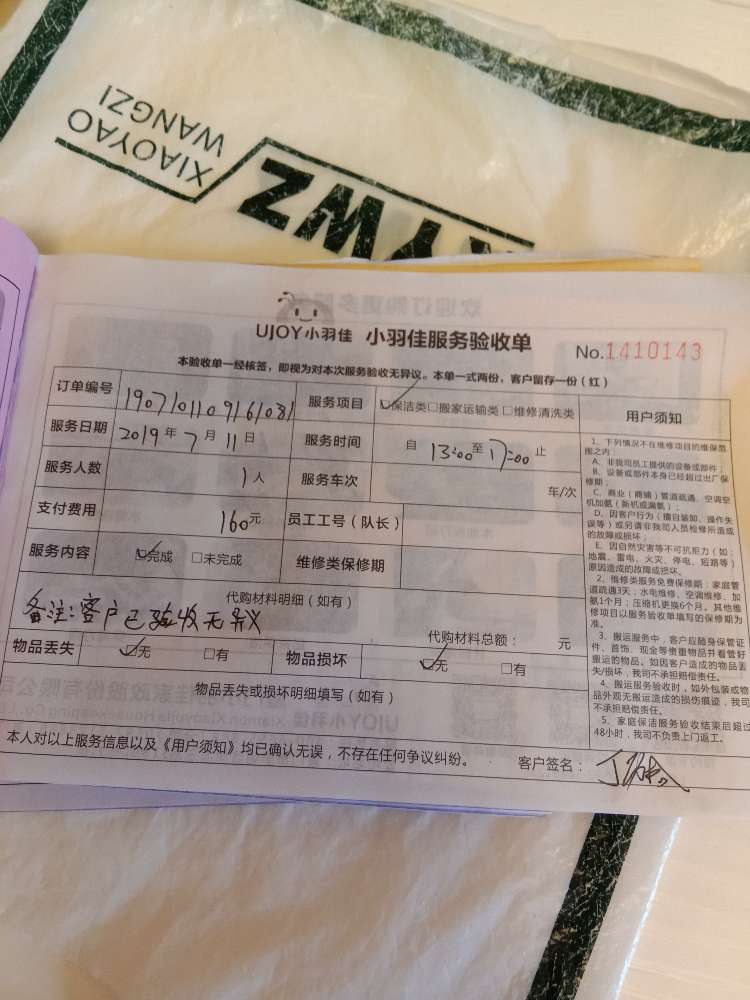 XIAOYAO
WANGZI
XYWZ
UJOY小羽佳 小羽佳服务验收单
No.1410143
本验收单一经核签，即视为对本次服务验收无异议。本单一式两份，客户留存一份（红）
订单编号 190710110916108 服务项目 ☑保洁类□搬家运输类□维修清洗类 用户须知
服务日期 2019年7月11日 服务时间 自 13:00 至 17:00 止
服务人数 1人 服务车次 车/次
支付费用 160元 员工工号（队长）
服务内容 ☑完成 □未完成 维修类保修期
代购材料明细（如有）
备注：客户已验收无异议
代购材料总额： 元
物品丢失 ☑无 □有 物品损坏 ☑无 □有
物品丢失或损坏明细填写（如有）
本人对以上服务信息以及《用户须知》均已确认无误，不存在任何争议纠纷。 客户签名：
1、下列情况不在维修项目的维保范
围之内：
A、非我司员工提供的设备或部件；
B、设备或部件本身已经超过出厂保
修期；
C、商业（商铺）管道疏通、空调空
机加氨（新机或漏氨）；
D、因客户行为（擅自装卸、操作失
误等）或另请非我司人员检修所造成
的故障或损坏；
E、因自然灾害等不可抗拒力（如：
地震、雷电、火灾、停电、短路等）
原因造成的故障或损坏。
2、维修类服务免费保修期：家庭管
道疏通3天；水电维修、空调维修、加
氨1个月；压缩机更换6个月。其他维
修项目以服务验收单填写的保修期为
准。
3、搬运服务中，客户应随身保管证
件、首饰、现金等贵重物品并看管好
搬运的物品。如因客户造成的物品丢
失/损坏，我司不承担赔偿责任。
4、搬运服务验收时，如外包装或物
品外观无搬运造成的损伤痕迹，我司
不承担赔偿责任。
5、家庭保洁服务验收结束后超过
48小时，我司不负责上门返工。